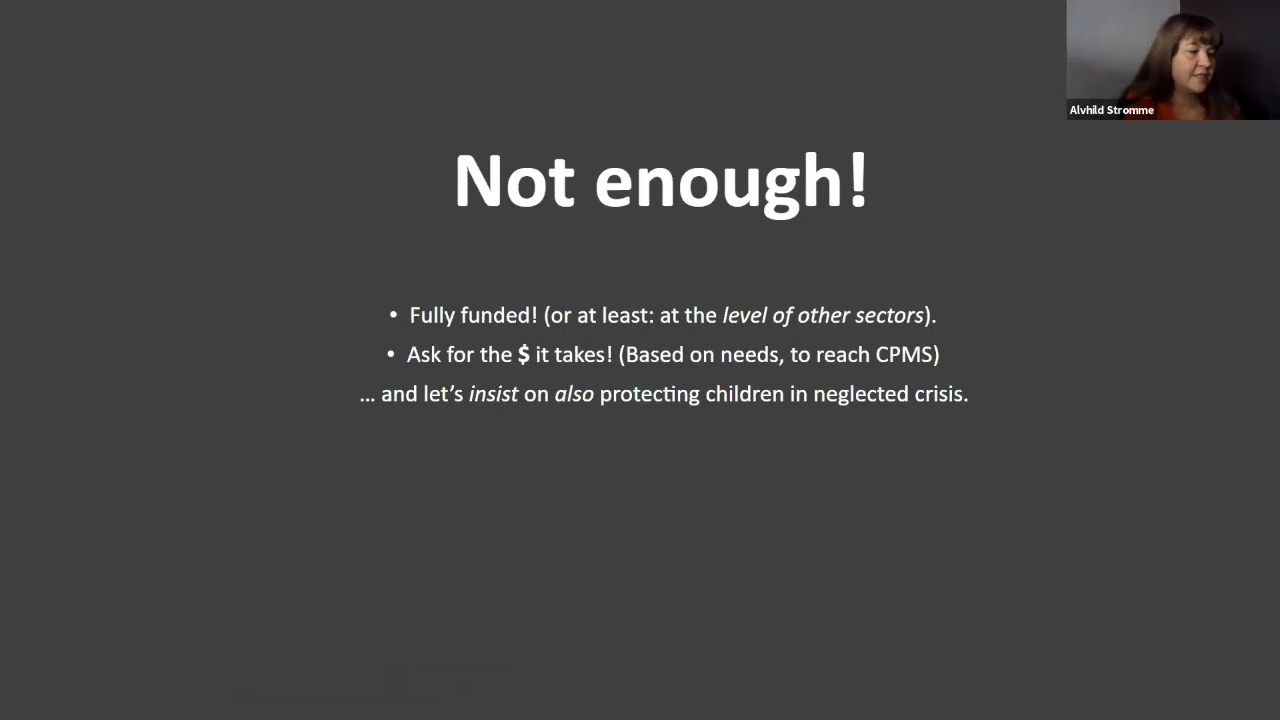 Alvhild Stromme
Not enough!
• Fully funded! (or at least: at the level of other sectors).
• Ask for the $ it takes! (Based on needs, to reach CPMS)
... and let’s insist on also protecting children in neglected crisis.